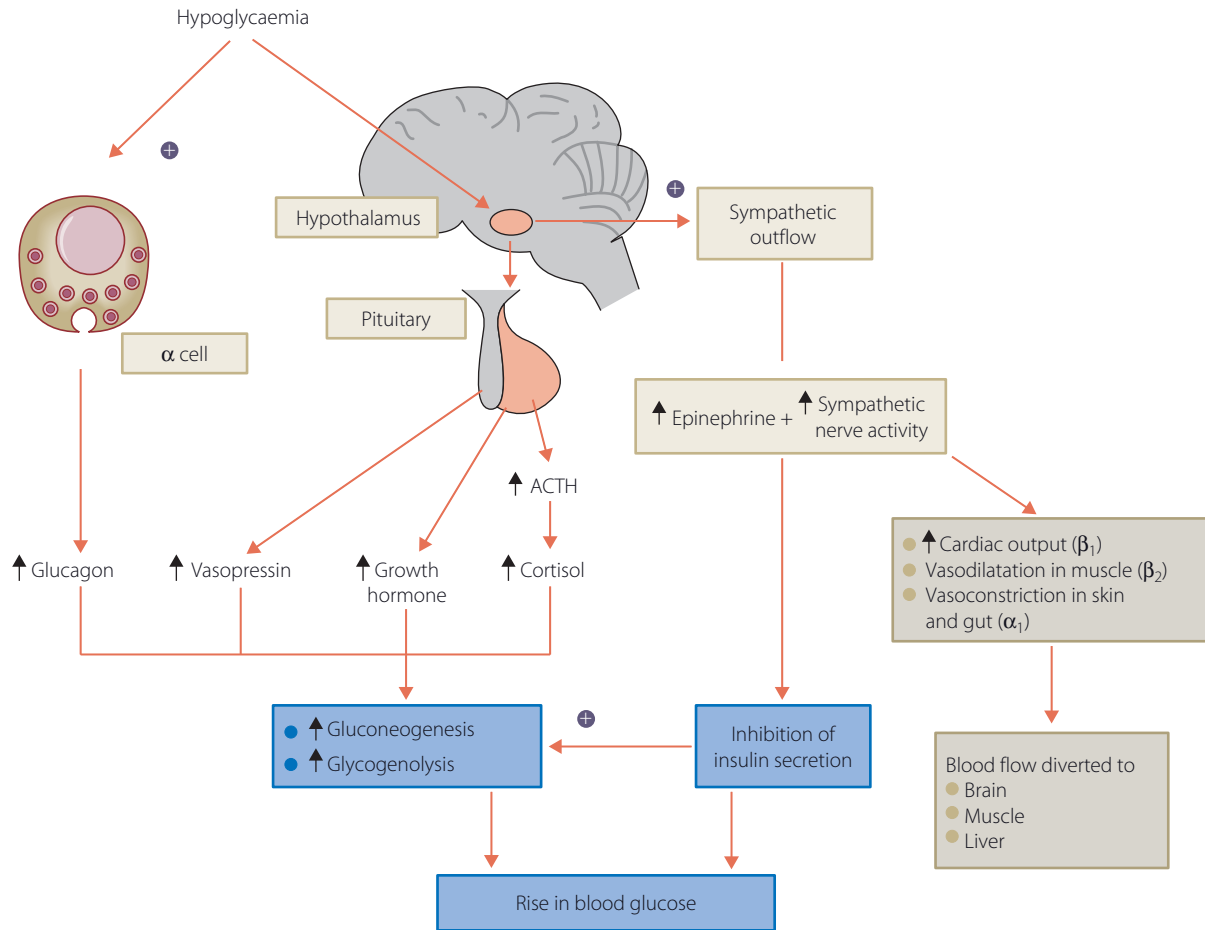 Hypoglycaemia
+
+
Hypothalamus
Sympathetic
outflow
Pituitary
α cell
↑ Epinephrine + ↑ Sympathetic
nerve activity
↑ ACTH
↑ Glucagon
↑ Vasopressin
↑ Growth
hormone
↑ Cortisol
↑ Cardiac output (β₁)
Vasodilatation in muscle (β₂)
Vasoconstriction in skin
and gut (α₁)
↑ Gluconeogenesis
↑ Glycogenolysis
+
Inhibition of
insulin secretion
Blood flow diverted to
Brain
Muscle
Liver
Rise in blood glucose